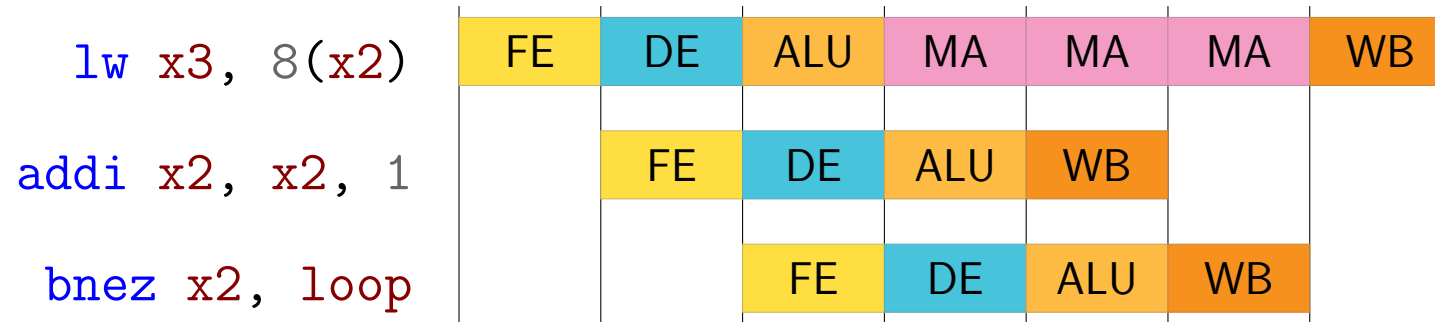 lw x3, 8(x2) FE DE ALU MA MA MA WB
addi x2, x2, 1 FE DE ALU WB
bnez x2, loop FE DE ALU WB